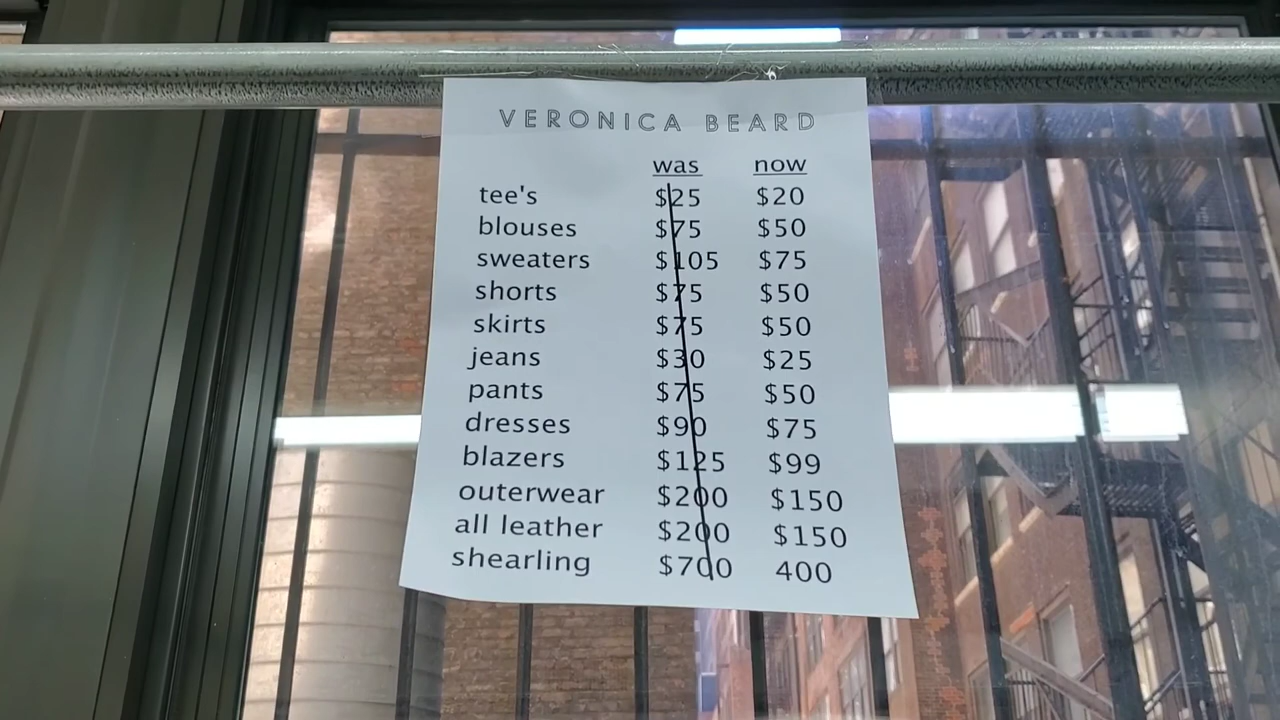 VERONICA BEARD
was now
tee's $25 $20
blouses $75 $50
sweaters $105 $75
shorts $75 $50
skirts $75 $50
jeans $30 $25
pants $75 $50
dresses $90 $75
blazers $125 $99
outerwear $200 $150
all leather $200 $150
shearling $700 400